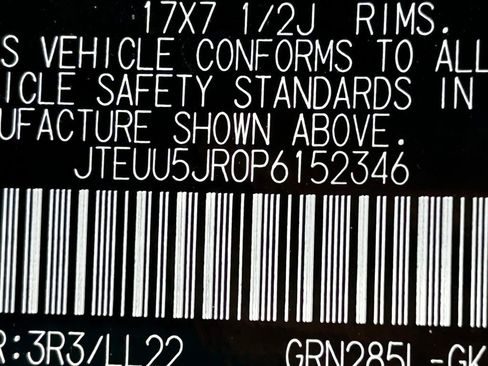 17X7 1/2J RIMS.
S VEHICLE CONFORMS TO ALL
ICLE SAFETY STANDARDS IN
UFACTURE SHOWN ABOVE.
JTEUU5JR0P6152346
R:3R3/LL22 GRN285L-GK